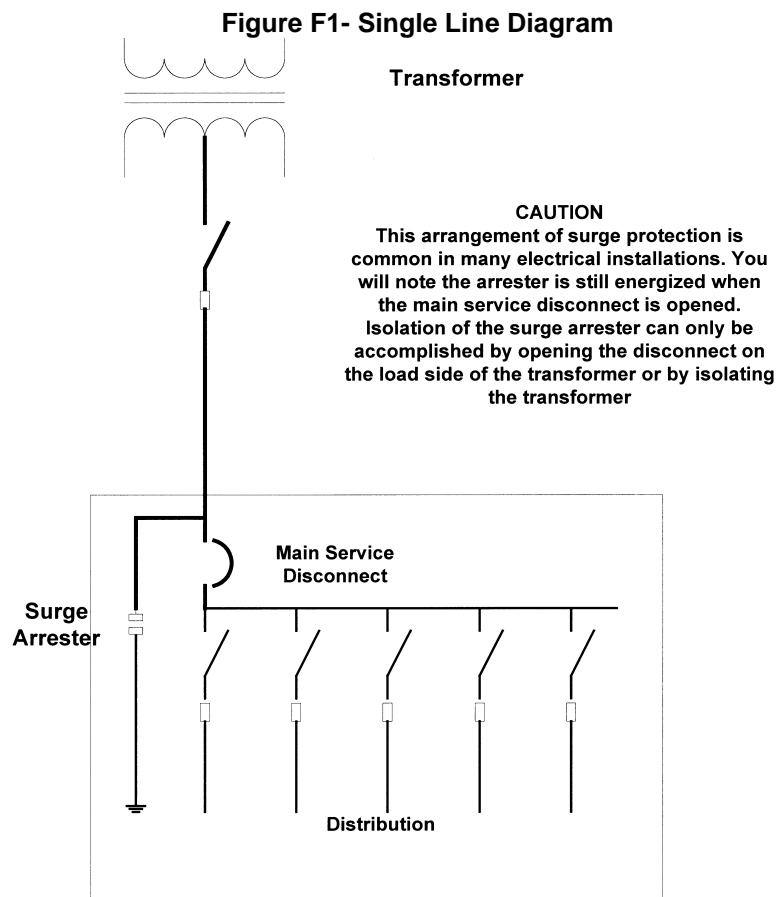 Figure F1- Single Line Diagram
Transformer
CAUTION
This arrangement of surge protection is
common in many electrical installations. You
will note the arrester is still energized when
the main service disconnect is opened.
Isolation of the surge arrester can only be
accomplished by opening the disconnect on
the load side of the transformer or by isolating
the transformer
Main Service
Disconnect
Surge
Arrester
Distribution